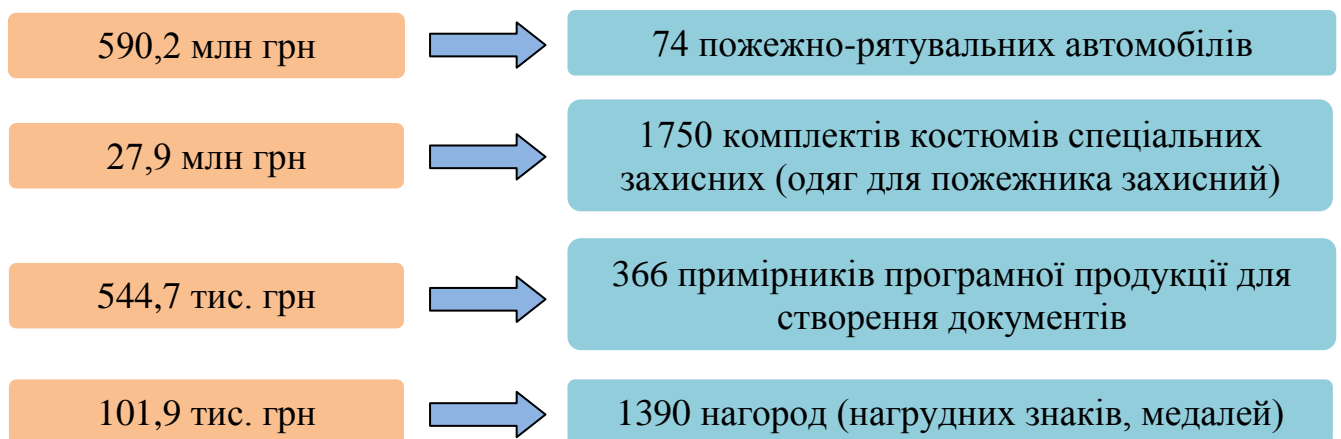 590,2 млн грн
74 пожежно-рятувальних автомобілів
27,9 млн грн
1750 комплектів костюмів спеціальних
захисних (одяг для пожежника захисний)
544,7 тис. грн
366 примірників програмної продукції для
створення документів
101,9 тис. грн
1390 нагород (нагрудних знаків, медалей)